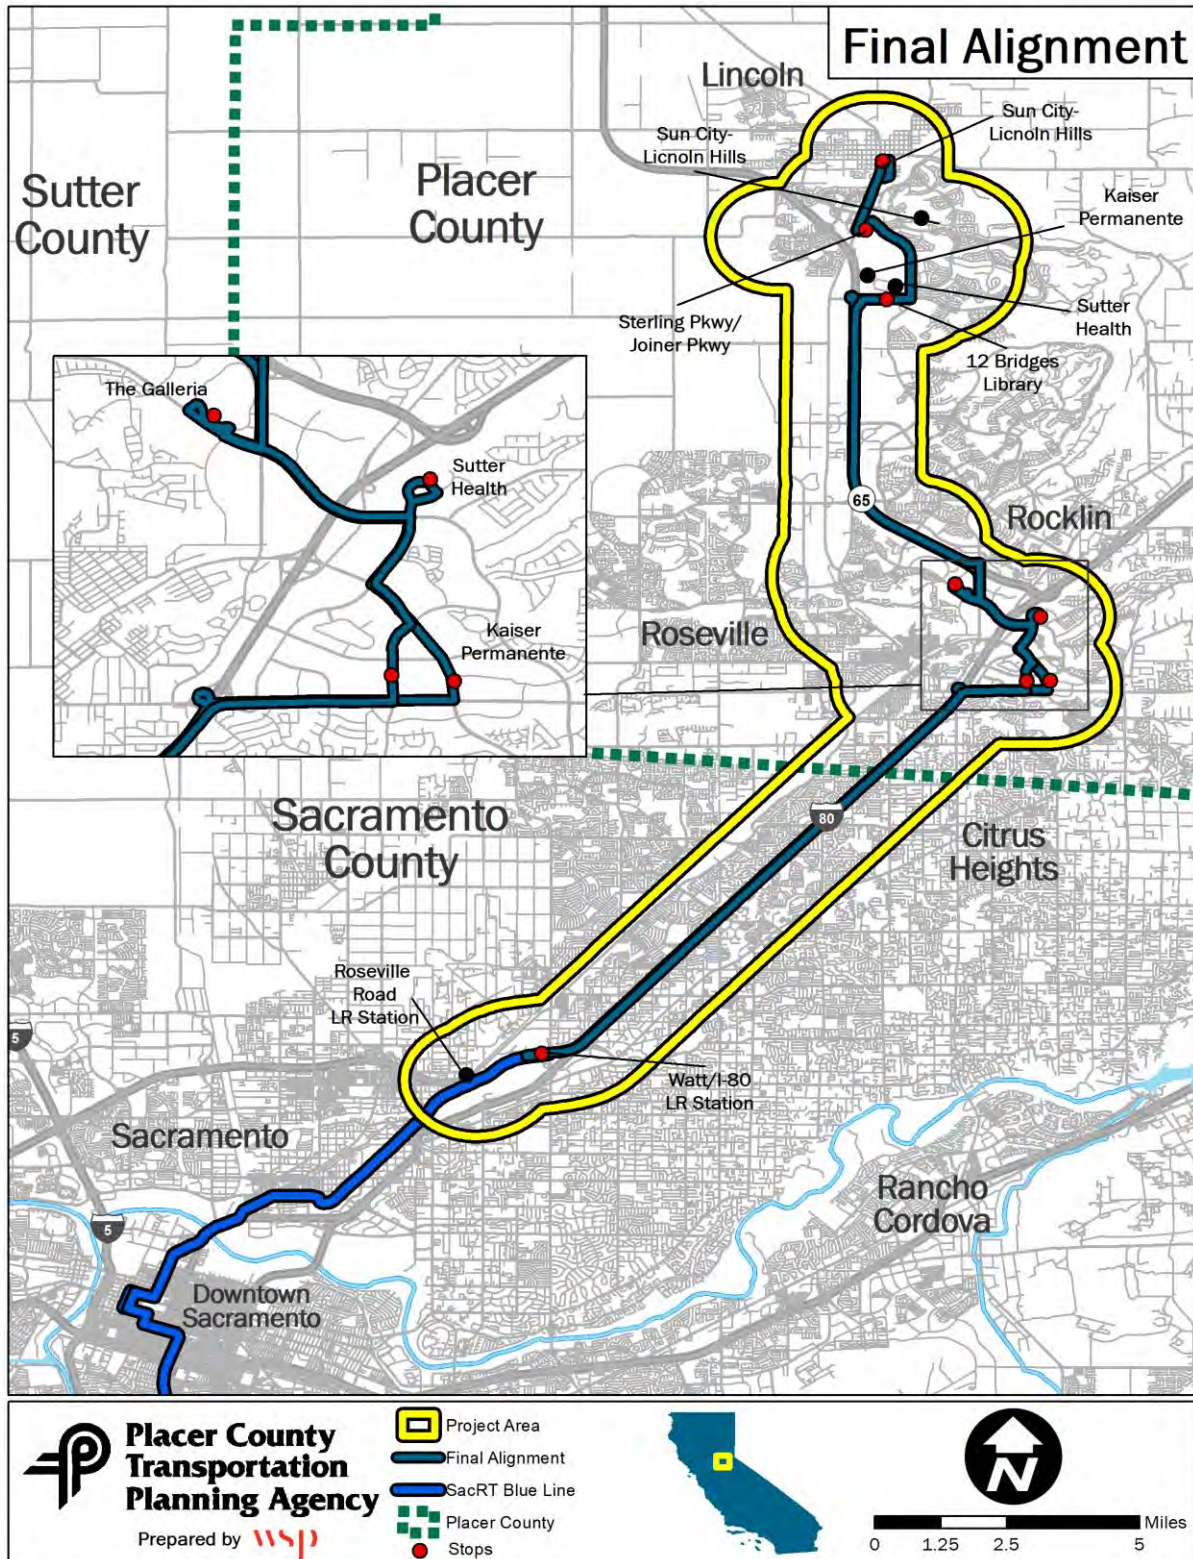 Final Alignment
Lincoln
Sun City-
Licnoln Hills
Sun City-
Licnoln Hills
Sutter
County
Placer
County
Kaiser
Permanente
Sterling Pkwy/
Joiner Pkwy
Sutter
Health
12 Bridges
Library
The Galleria
Sutter
Health
Kaiser
Permanente
65
Rocklin
Roseville
Sacramento
County
80
Citrus
Heights
Roseville
Road
LR Station
5
Watt/I-80
LR Station
Sacramento
Rancho
Cordova
5
Downtown
Sacramento
Placer County
Transportation
Planning Agency
Prepared by wsp
Project Area
Final Alignment
SacRT Blue Line
Placer County
Stops
N
Miles
0 1.25 2.5 5